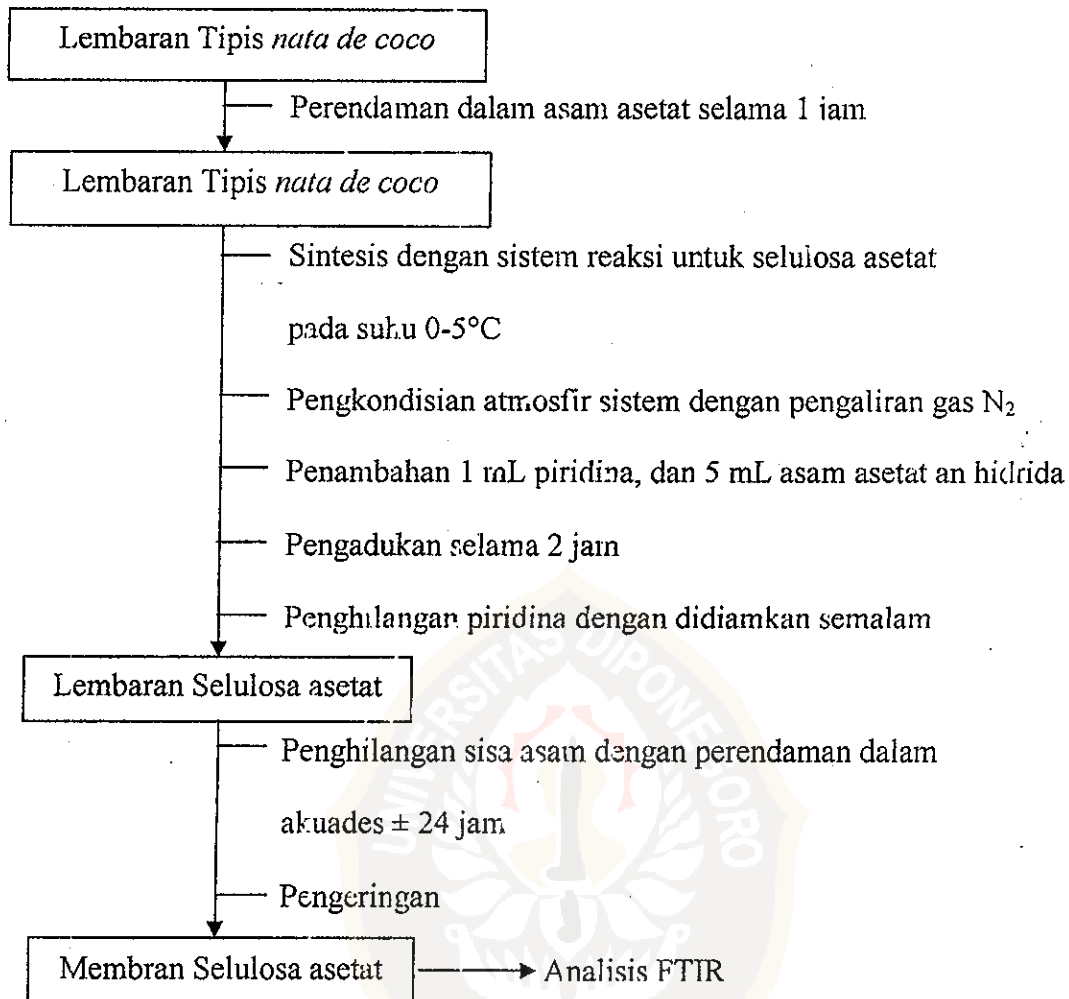 Lembaran Tipis nata de coco
Perendaman dalam asam asetat selama 1 jam
Lembaran Tipis nata de coco
Sintesis dengan sistem reaksi untuk selulosa asetat
pada suhu 0-5°C
Pengkondisian atmosfir sistem dengan pengaliran gas N₂
Penambahan 1 mL piridina, dan 5 mL asam asetat an hidrida
Pengadukan selama 2 jam
Penghilangan piridina dengan didiamkan semalam
Lembaran Selulosa asetat
Penghilangan sisa asam dengan perendaman dalam
akuades ± 24 jam
Pengeringan
Membran Selulosa asetat
Analisis FTIR
UNIVERSITAS DIPONEGORO